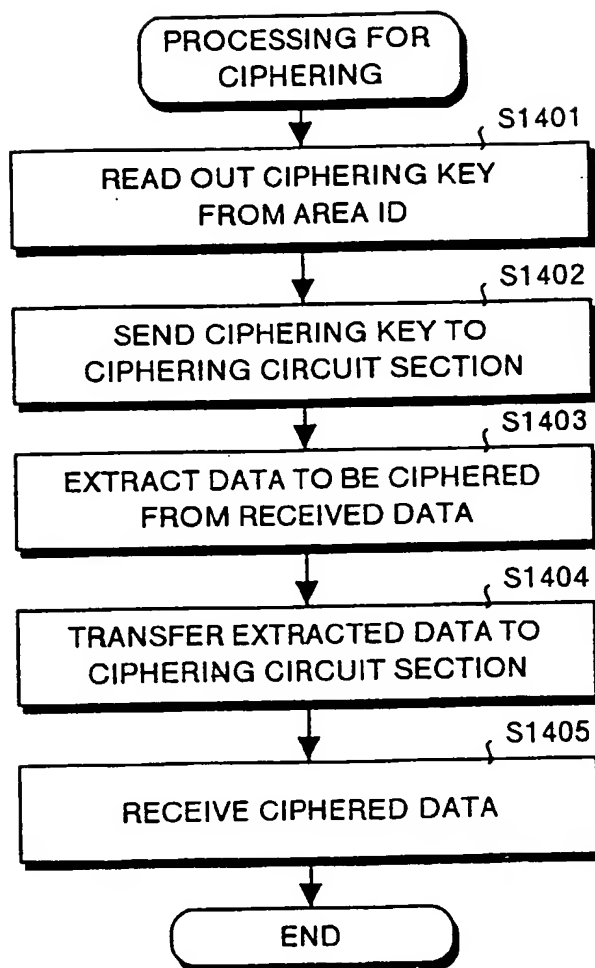 PROCESSING FOR
CIPHERING
S1401
READ OUT CIPHERING KEY
FROM AREA ID
S1402
SEND CIPHERING KEY TO
CIPHERING CIRCUIT SECTION
S1403
EXTRACT DATA TO BE CIPHERED
FROM RECEIVED DATA
S1404
TRANSFER EXTRACTED DATA TO
CIPHERING CIRCUIT SECTION
S1405
RECEIVE CIPHERED DATA
END